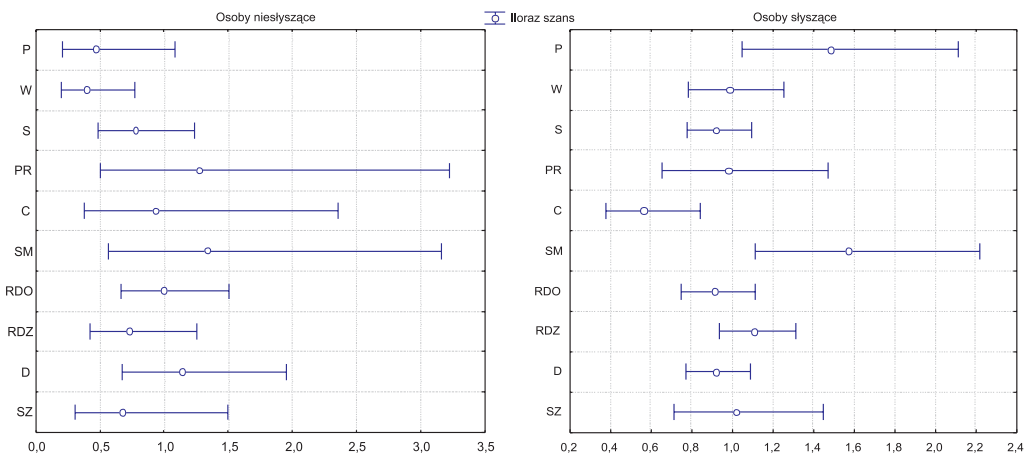 Osoby niesłyszące
Iloraz szans
Osoby słyszące
P
W
S
PR
C
SM
RDO
RDZ
D
SZ
0,0 0,5 1,0 1,5 2,0 2,5 3,0 3,5
P
W
S
PR
C
SM
RDO
RDZ
D
SZ
0,2 0,4 0,6 0,8 1,0 1,2 1,4 1,6 1,8 2,0 2,2 2,4